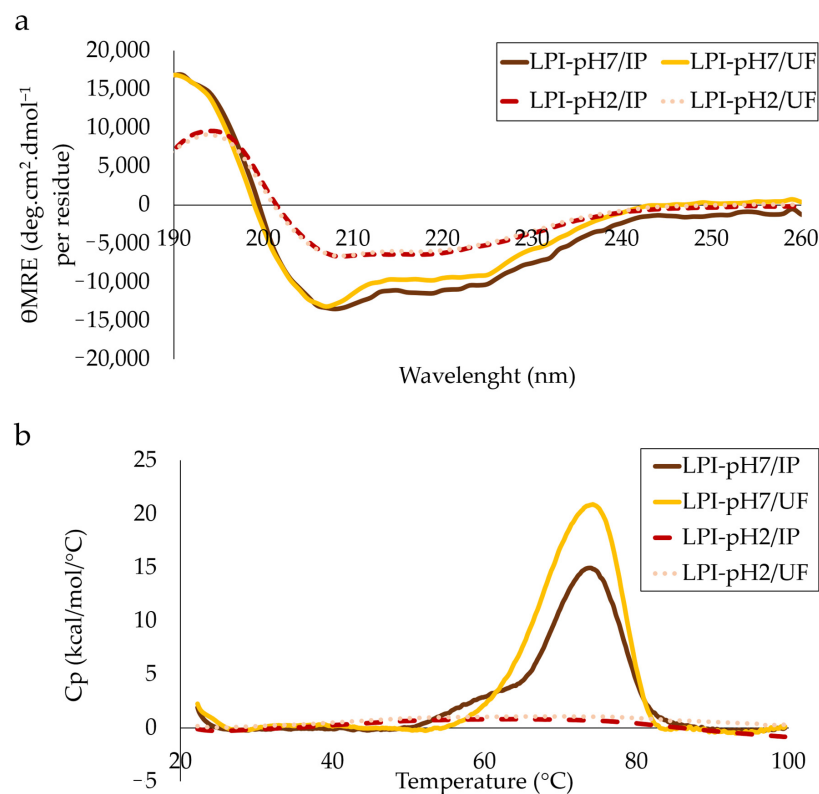 a
20,000
15,000
10,000
5,000
0
−5,000
−10,000
−15,000
−20,000
θMRE (deg.cm².dmol⁻¹
per residue)
LPI-pH7/IP LPI-pH7/UF
LPI-pH2/IP LPI-pH2/UF
190 200 210 220 230 240 250 260
Wavelenght (nm)
b
25
20
15
10
5
0
−5
Cp (kcal/mol/°C)
LPI-pH7/IP
LPI-pH7/UF
LPI-pH2/IP
LPI-pH2/UF
20 40 60 80 100
Temperature (°C)